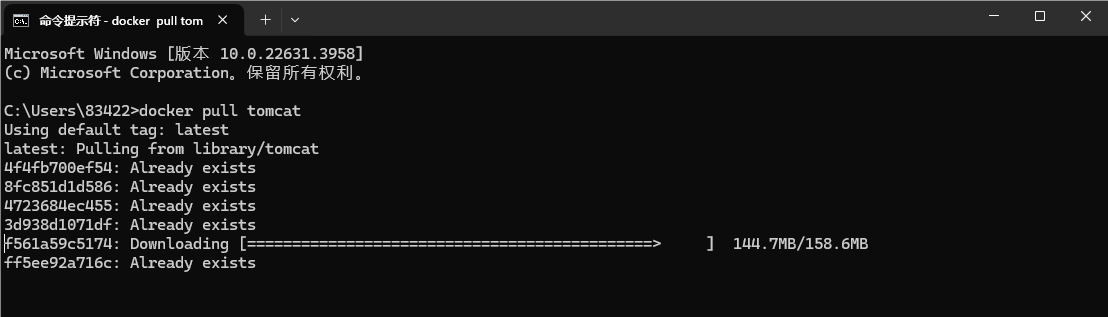 命令提示符 - docker pull tom
Microsoft Windows [版本 10.0.22631.3958]
(c) Microsoft Corporation。保留所有权利。
C:\Users\83422>docker pull tomcat
Using default tag: latest
latest: Pulling from library/tomcat
4f4fb700ef54: Already exists
8fc851d1d586: Already exists
4723684ec455: Already exists
3d938d1071df: Already exists
f561a59c5174: Downloading [=============================================>     ]  144.7MB/158.6MB
ff5ee92a716c: Already exists